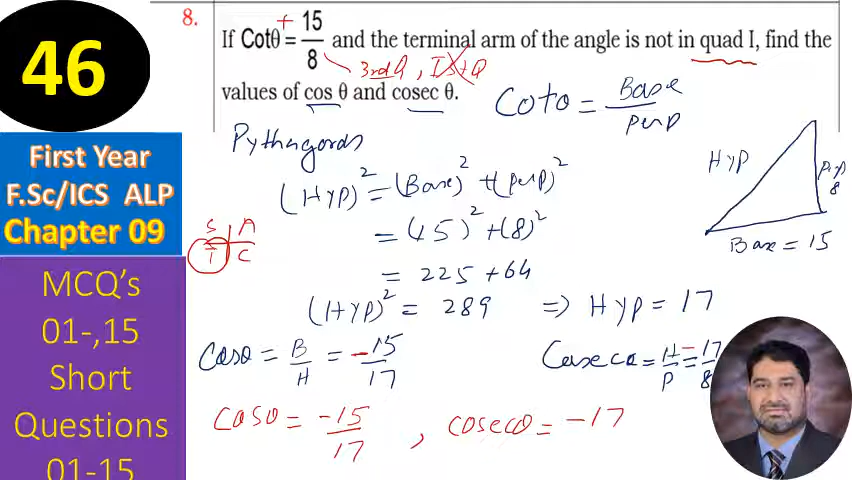 46
First Year
F.Sc/ICS ALP
Chapter 09
MCQ's
01-,15
Short
Questions
01-15
8. If Cotθ = + 15/8 and the terminal arm of the angle is not in quad I, find the
3rd Q , Ist Q
values of cos θ and cosec θ.
Cotθ = Base/perp
Pythagoras
(Hyp)² = (Base)² + (perp)²
= (15)² + (8)²
= 225 + 64
(Hyp)² = 289 ⇒ Hyp = 17
S A
T C
Hyp
perp
8
Base = 15
Cosθ = B/H = -15/17
Cosecθ = H/P = -17/8
Cosθ = -15/17 , Cosecθ = -17